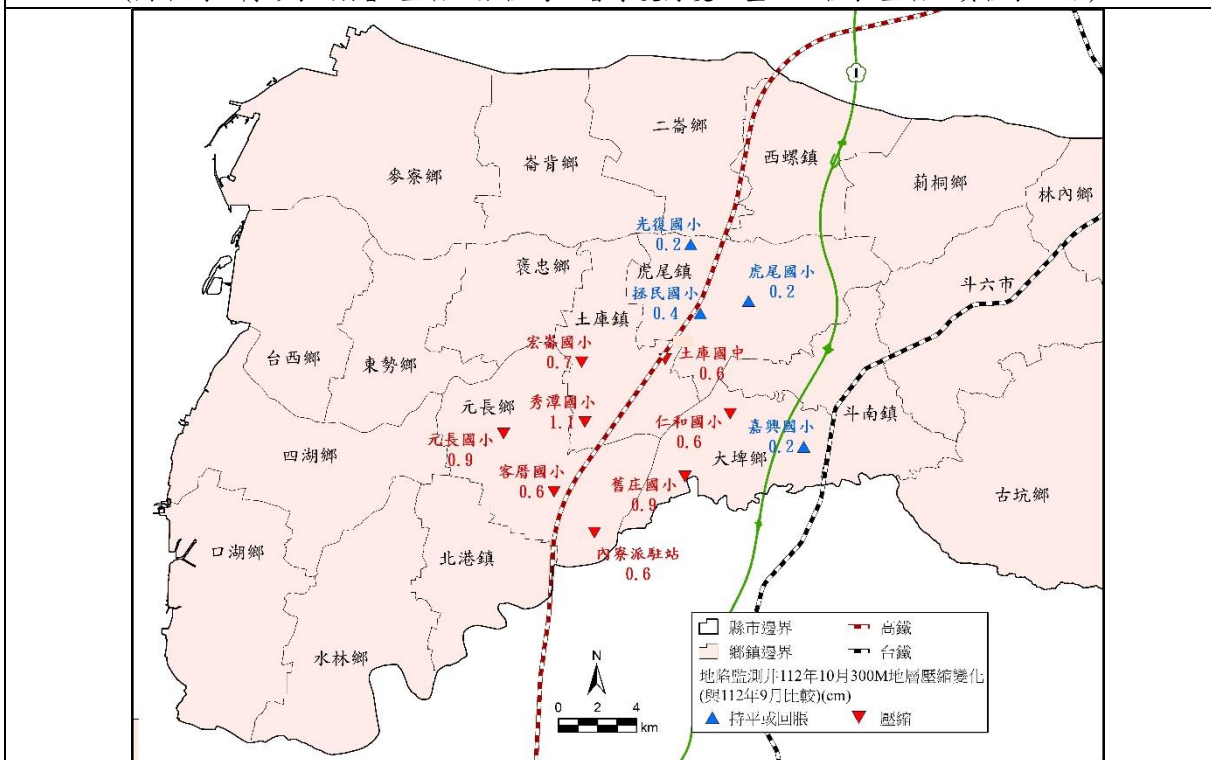 1
二崙鄉
西螺鎮
崙背鄉
麥寮鄉
莿桐鄉
林內鄉
光復國小
0.2
褒忠鄉
虎尾鎮
虎尾國小
0.2
斗六市
拯民國小
0.4
土庫鎮
宏崙國小
0.7
土庫國中
0.6
台西鄉
東勢鄉
秀潭國小
1.1
元長鄉
仁和國小
0.6
嘉興國小
0.2
斗南鎮
元長國小
0.9
四湖鄉
大埤鄉
客厝國小
0.6
舊庄國小
0.9
古坑鄉
口湖鄉
北港鎮
內寮派駐站
0.6
水林鄉
N
0 2 4
km
縣市邊界
高鐵
鄉鎮邊界
台鐵
地陷監測井112年10月300M地層壓縮變化
(與112年9月比較)(cm)
持平或回脹
壓縮